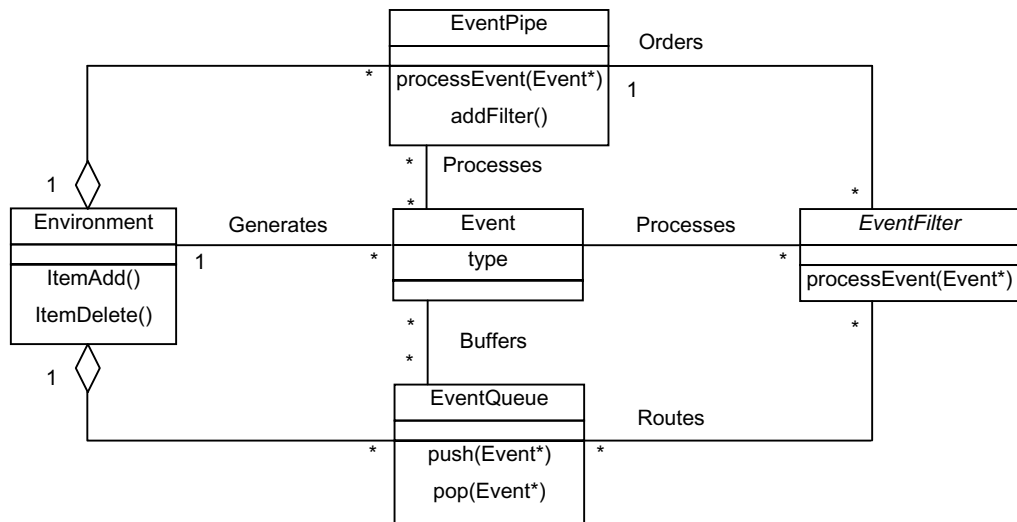 EventPipe
Orders
*
processEvent(Event*)
1
addFilter()
*
Processes
1
*
*
Environment
Generates
Event
Processes
EventFilter
1
*
type
*
ItemAdd()
processEvent(Event*)
ItemDelete()
*
*
Buffers
1
*
EventQueue
Routes
*
push(Event*)
*
pop(Event*)